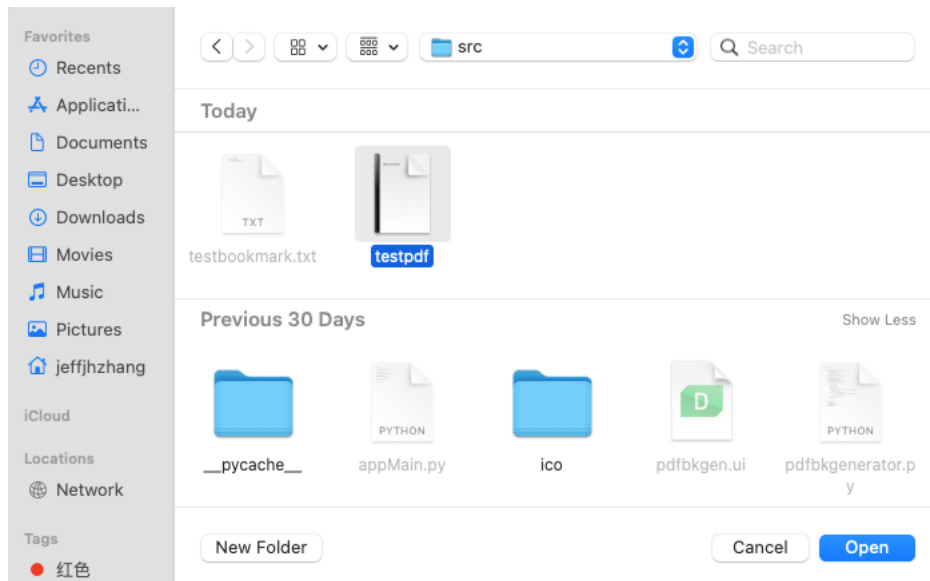 Favorites
Recents
Applicati...
Documents
Desktop
Downloads
Movies
Music
Pictures
jeffjhzhang
iCloud
Locations
Network
Tags
红色
src
Search
Today
TXT
testbookmark.txt
testpdf
Previous 30 Days
Show Less
__pycache__
PYTHON
appMain.py
ico
D
pdfbkgen.ui
PYTHON
pdfbkgenerator.p
y
New Folder
Cancel
Open